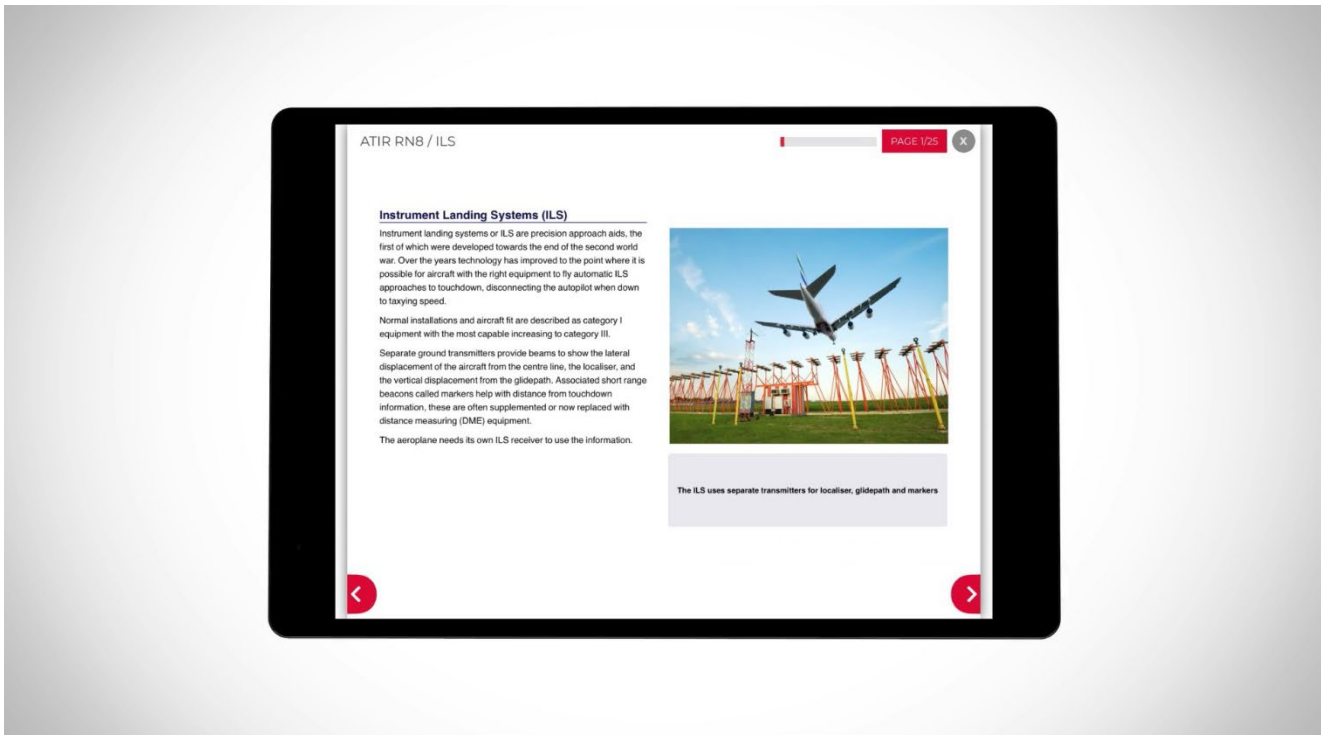 ATIR RN8 / ILS
PAGE 1/25
X
Instrument Landing Systems (ILS)
Instrument landing systems or ILS are precision approach aids, the
first of which were developed towards the end of the second world
war. Over the years technology has improved to the point where it is
possible for aircraft with the right equipment to fly automatic ILS
approaches to touchdown, disconnecting the autopilot when down
to taxying speed.
Normal installations and aircraft fit are described as category I
equipment with the most capable increasing to category III.
Separate ground transmitters provide beams to show the lateral
displacement of the aircraft from the centre line, the localiser, and
the vertical displacement from the glidepath. Associated short range
beacons called markers help with distance from touchdown
information, these are often supplemented or now replaced with
distance measuring (DME) equipment.
The aeroplane needs its own ILS receiver to use the information.
The ILS uses separate transmitters for localiser, glidepath and markers